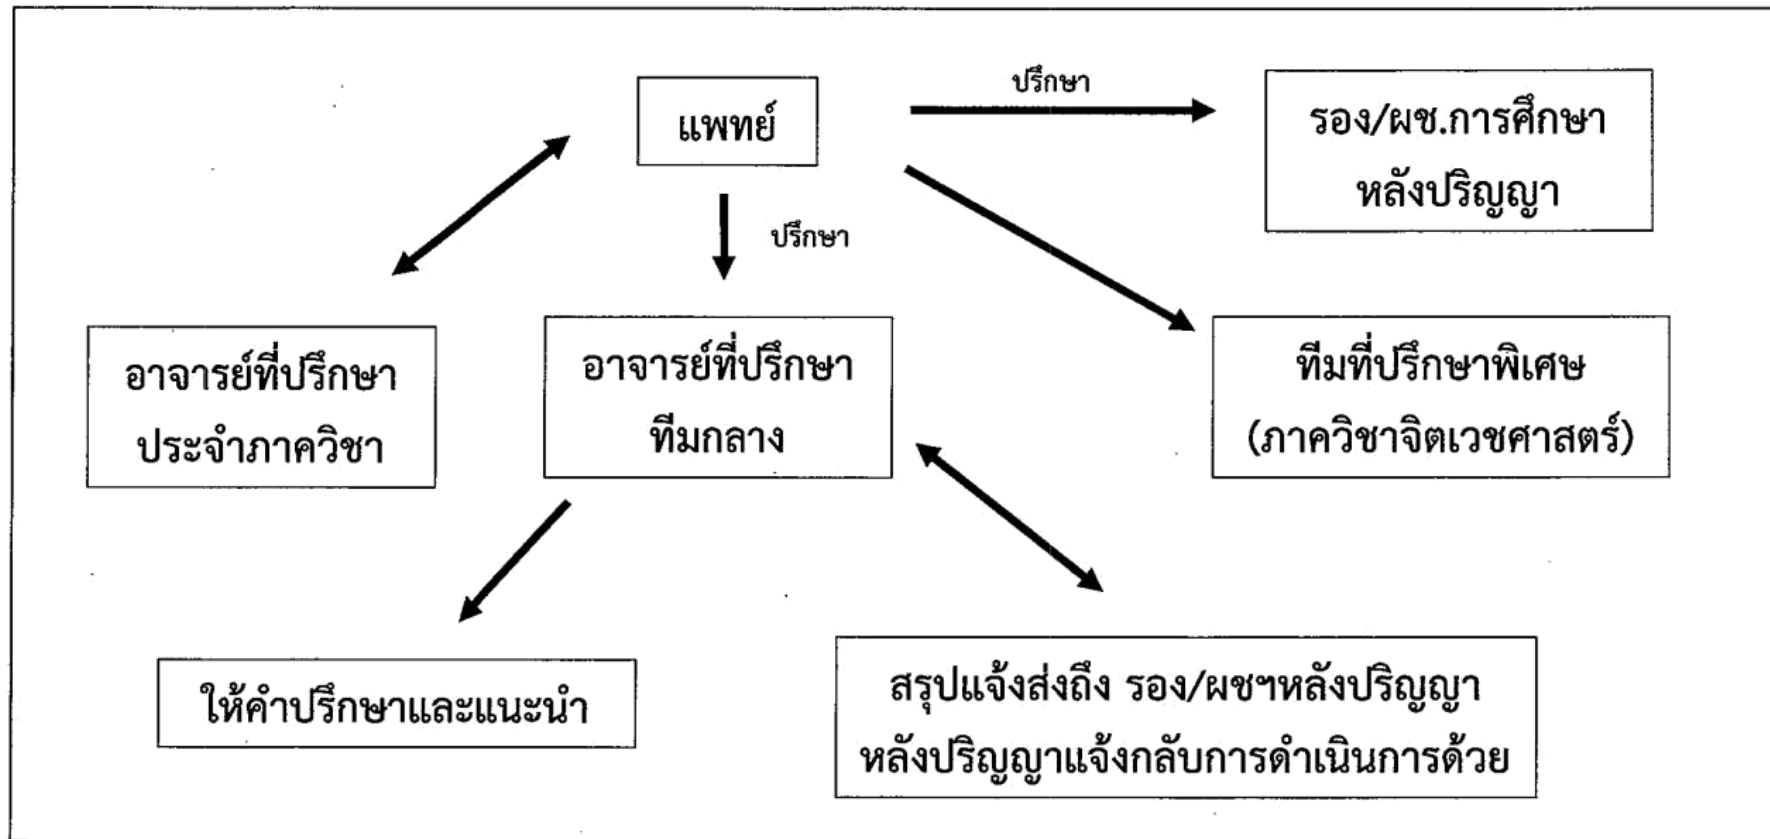 แพทย์
ปรึกษา
รอง/ผช.การศึกษา
หลังปริญญา
ปรึกษา
อาจารย์ที่ปรึกษา
ประจำภาควิชา
อาจารย์ที่ปรึกษา
ทีมกลาง
ทีมที่ปรึกษาพิเศษ
(ภาควิชาจิตเวชศาสตร์)
ให้คำปรึกษาและแนะนำ
สรุปแจ้งส่งถึง รอง/ผชฯหลังปริญญา
หลังปริญญาแจ้งกลับการดำเนินการด้วย